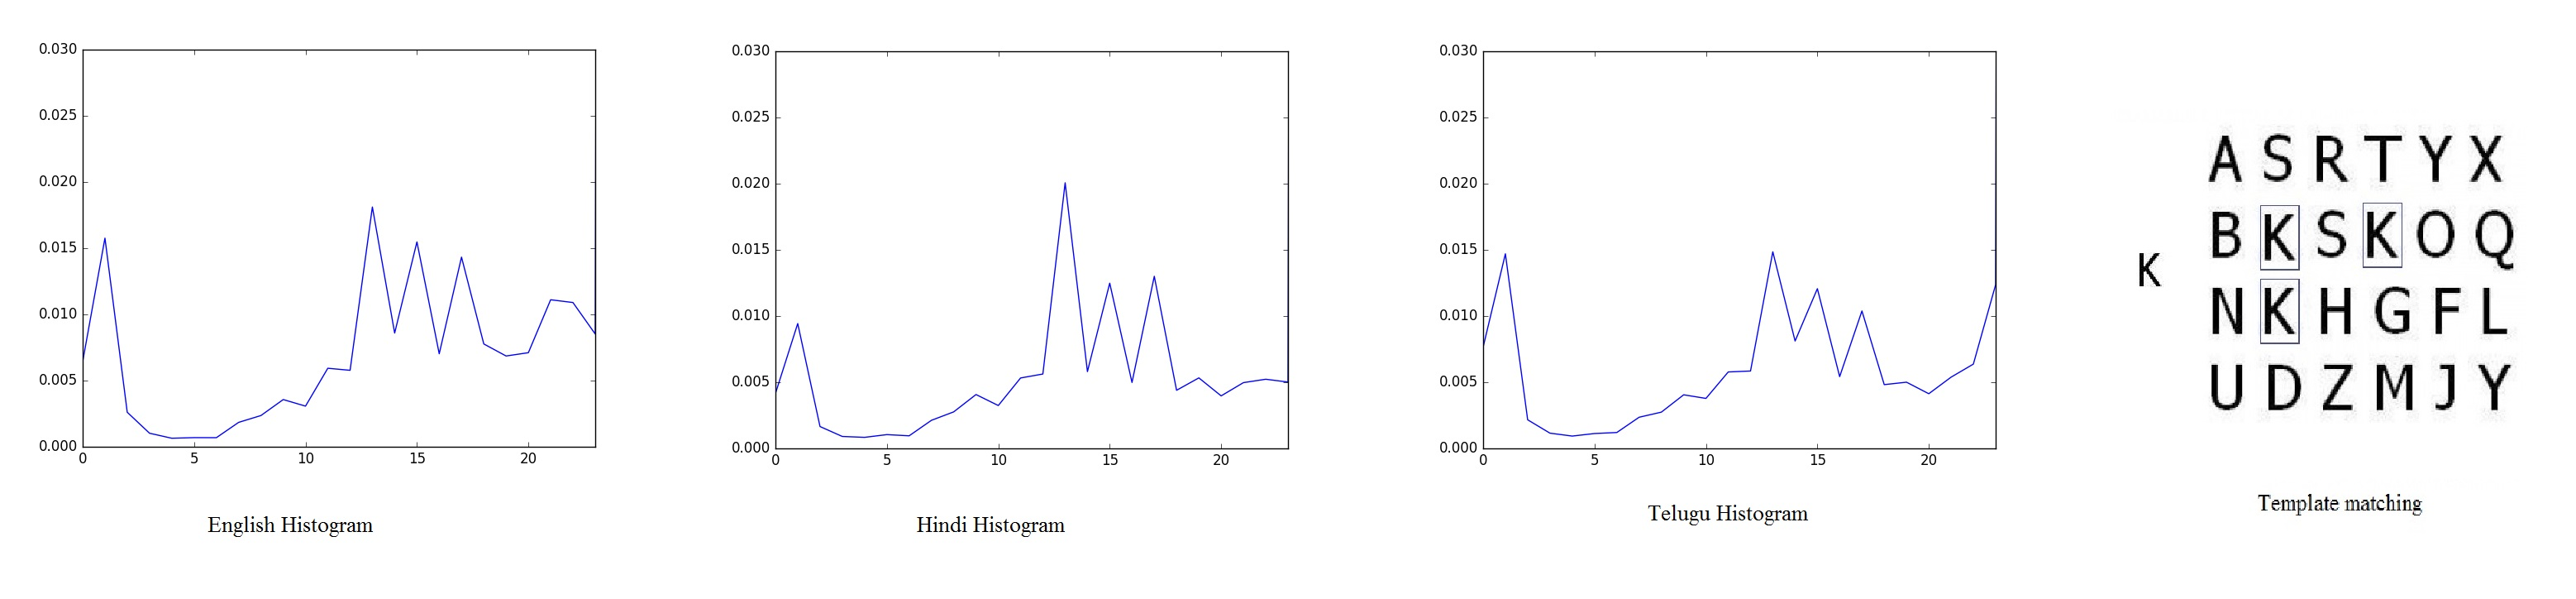 0.030
0.025
0.020
0.015
0.010
0.005
0.000
0 5 10 15 20
English Histogram
0.030
0.025
0.020
0.015
0.010
0.005
0.000
0 5 10 15 20
Hindi Histogram
0.030
0.025
0.020
0.015
0.010
0.005
0.000
0 5 10 15 20
Telugu Histogram
K
A S R T Y X
B K S K O Q
N K H G F L
U D Z M J Y
Template matching